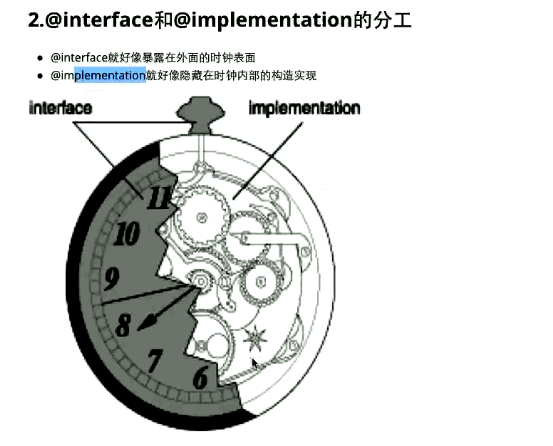 2.@interface和@implementation的分工
@interface就好像暴露在外面的时钟表面
@implementation就好像隐藏在时钟内部的构造实现
interface
implementation
11
10
9
8
7
6